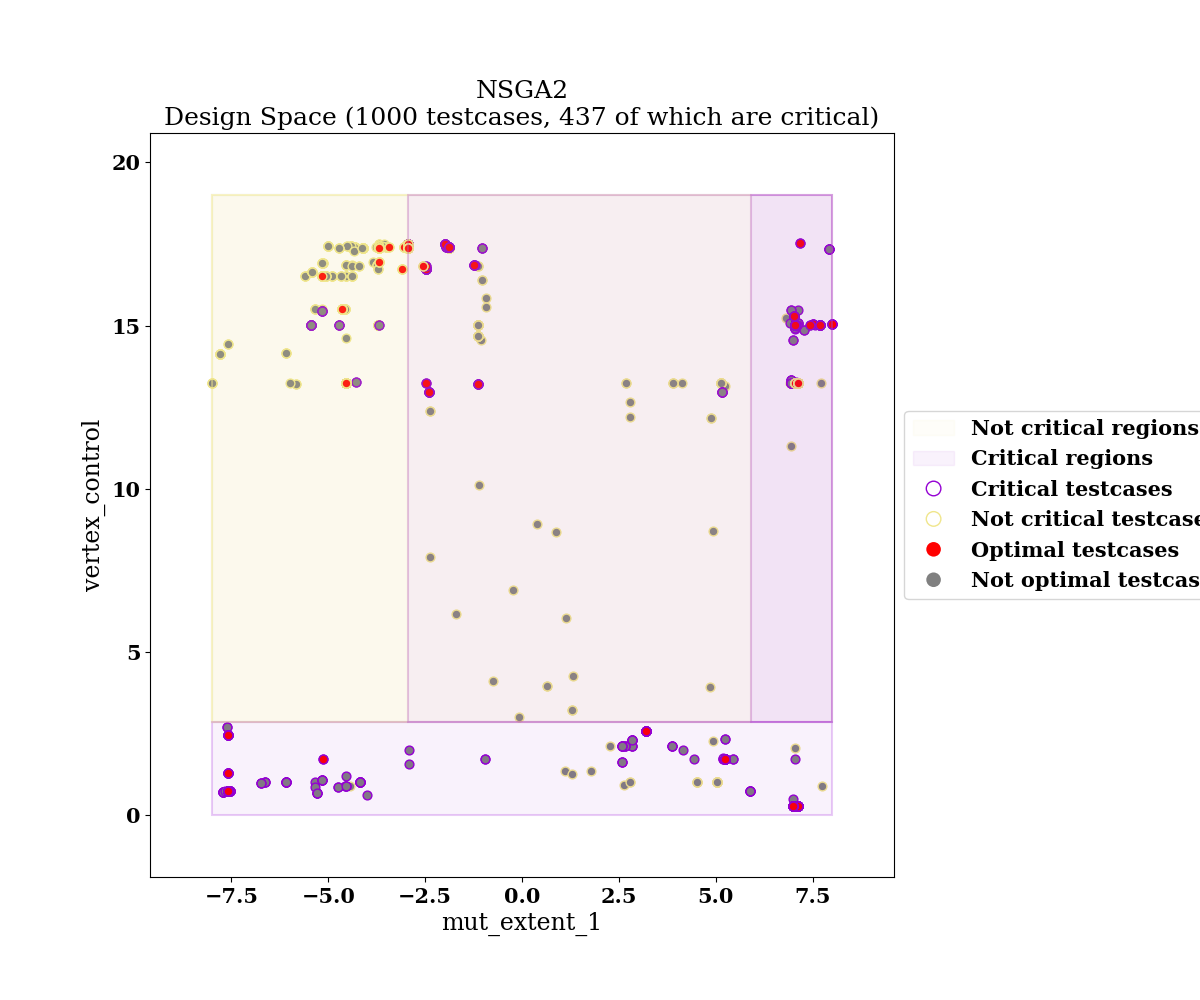 NSGA2
Design Space (1000 testcases, 437 of which are critical)
20
15
10
5
0
vertex_control
−7.5 −5.0 −2.5 0.0 2.5 5.0 7.5
mut_extent_1
Not critical regions
Critical regions
Critical testcases
Not critical testcase
Optimal testcases
Not optimal testcas